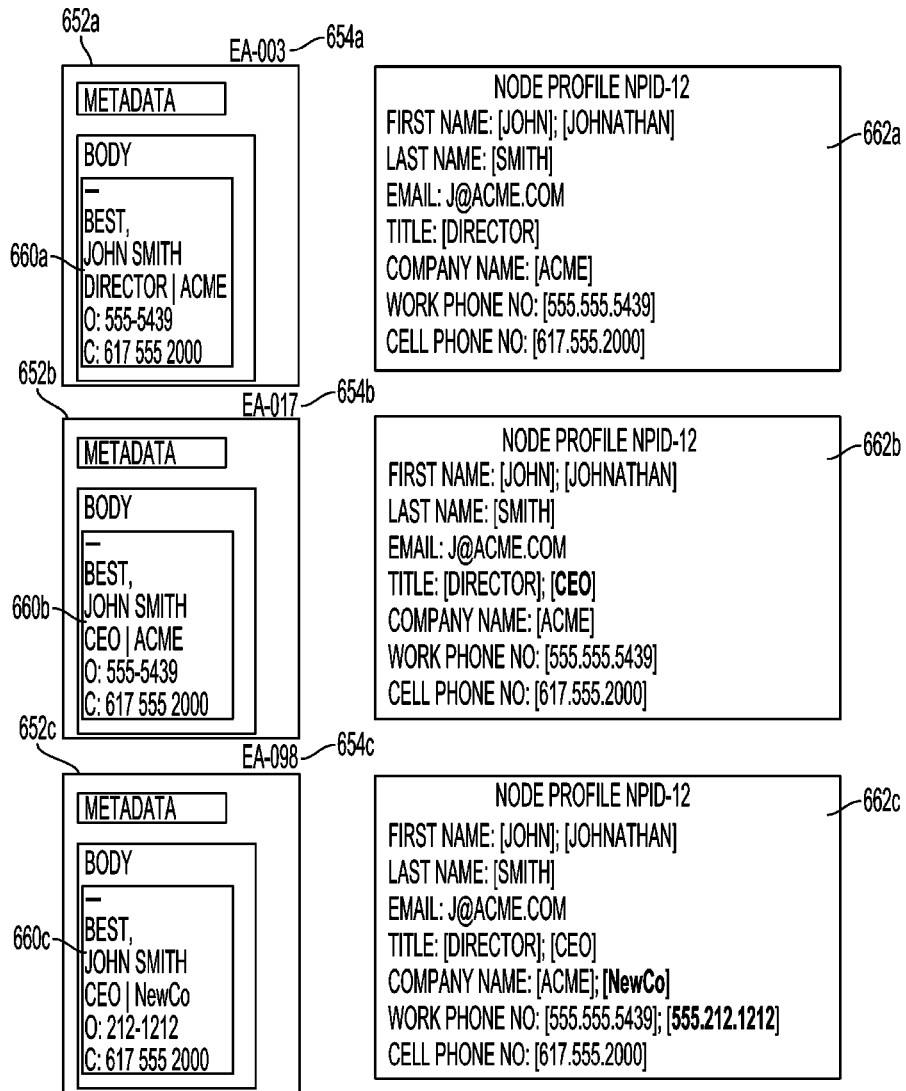 652a
EA-003
654a
METADATA
BODY
—
BEST,
JOHN SMITH
DIRECTOR | ACME
O: 555-5439
C: 617 555 2000
660a
NODE PROFILE NPID-12
FIRST NAME: [JOHN]; [JOHNATHAN]
LAST NAME: [SMITH]
EMAIL: J@ACME.COM
TITLE: [DIRECTOR]
COMPANY NAME: [ACME]
WORK PHONE NO: [555.555.5439]
CELL PHONE NO: [617.555.2000]
662a
652b
EA-017
654b
METADATA
BODY
—
BEST,
JOHN SMITH
CEO | ACME
O: 555-5439
C: 617 555 2000
660b
NODE PROFILE NPID-12
FIRST NAME: [JOHN]; [JOHNATHAN]
LAST NAME: [SMITH]
EMAIL: J@ACME.COM
TITLE: [DIRECTOR]; [CEO]
COMPANY NAME: [ACME]
WORK PHONE NO: [555.555.5439]
CELL PHONE NO: [617.555.2000]
662b
652c
EA-098
654c
METADATA
BODY
—
BEST,
JOHN SMITH
CEO | NewCo
O: 212-1212
C: 617 555 2000
660c
NODE PROFILE NPID-12
FIRST NAME: [JOHN]; [JOHNATHAN]
LAST NAME: [SMITH]
EMAIL: J@ACME.COM
TITLE: [DIRECTOR]; [CEO]
COMPANY NAME: [ACME]; [NewCo]
WORK PHONE NO: [555.555.5439]; [555.212.1212]
CELL PHONE NO: [617.555.2000]
662c